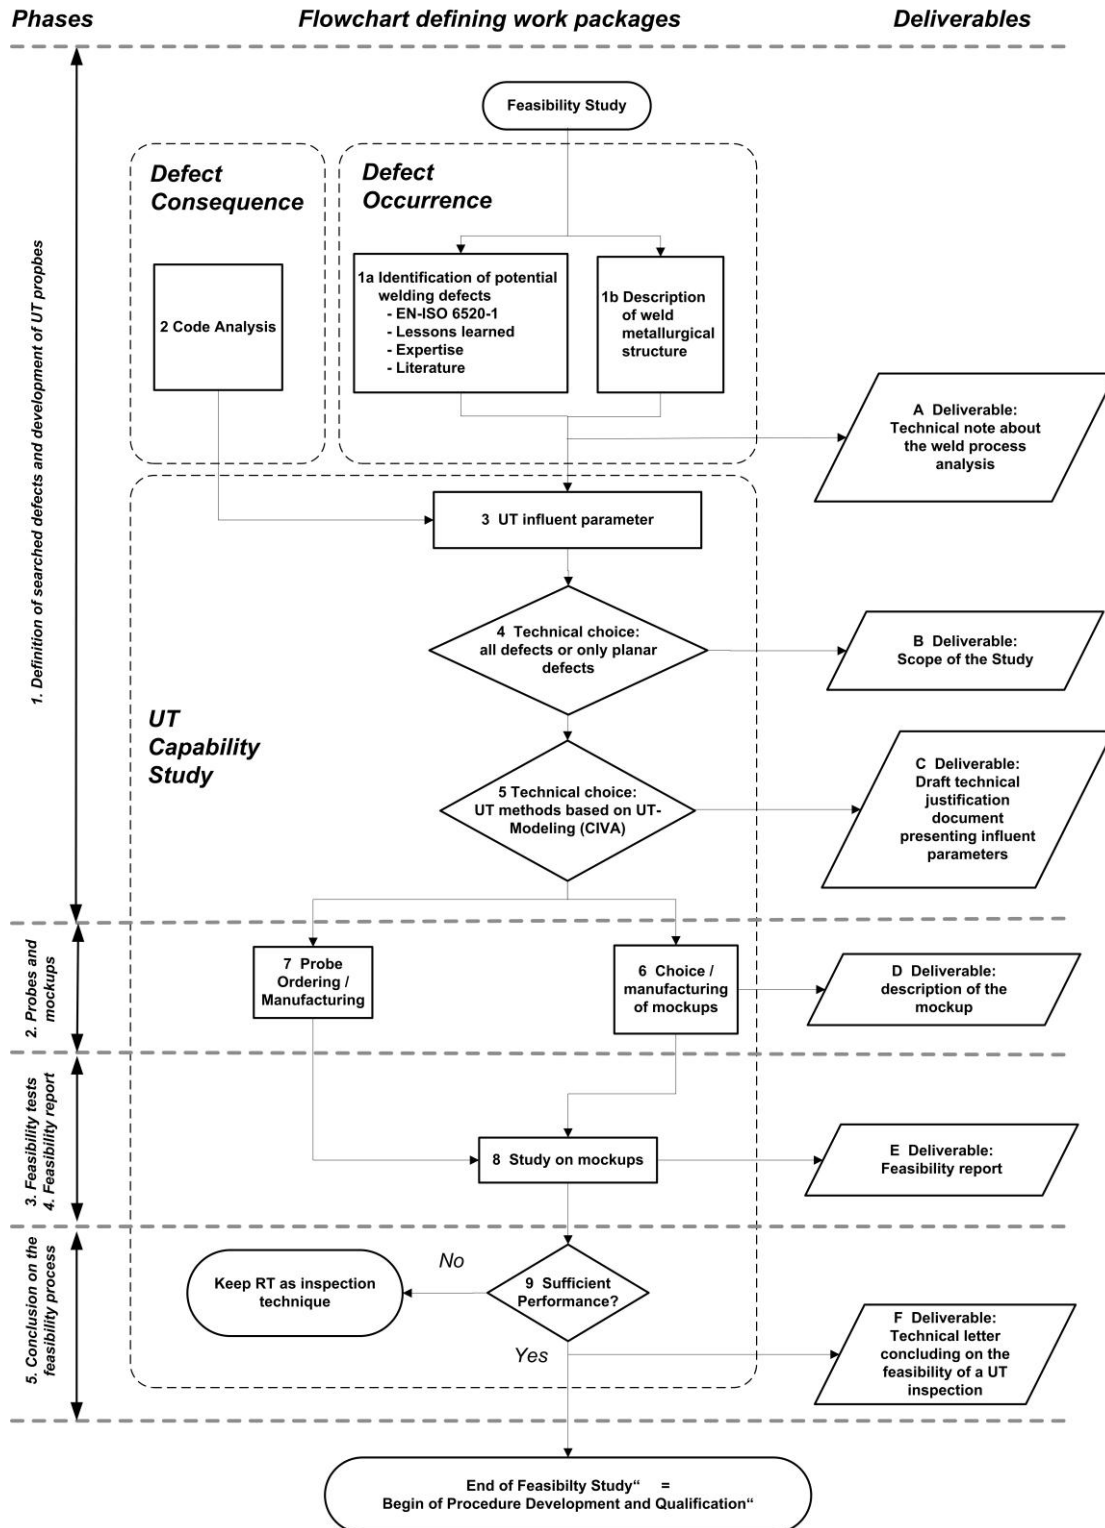 Phases
Flowchart defining work packages
Deliverables
Feasibility Study
Defect
Consequence
Defect
Occurrence
1a Identification of potential
welding defects
- EN-ISO 6520-1
- Lessons learned
- Expertise
- Literature
1b Description
of weld
metallurgical
structure
2 Code Analysis
A Deliverable:
Technical note about
the weld process
analysis
1. Definition of searched defects and development of UT propbes
3 UT influent parameter
4 Technical choice:
all defects or only planar
defects
B Deliverable:
Scope of the Study
UT
Capability
Study
5 Technical choice:
UT methods based on UT-
Modeling (CIVA)
C Deliverable:
Draft technical
justification
document
presenting influent
parameters
2. Probes and
mockups
7 Probe
Ordering /
Manufacturing
6 Choice /
manufacturing
of mockups
D Deliverable:
description of the
mockup
3. Feasibility tests
4. Feasibility report
8 Study on mockups
E Deliverable:
Feasibility report
5. Conclusion on the
feasibility process
Keep RT as inspection
technique
No
9 Sufficient
Performance?
Yes
F Deliverable:
Technical letter
concluding on the
feasibility of a UT
inspection
End of Feasibilty Study“ =
Begin of Procedure Development and Qualification“